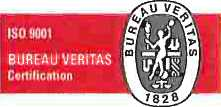 ISO 9001
BUREAU VERITAS
Certification
BUREAU VERITAS
1828